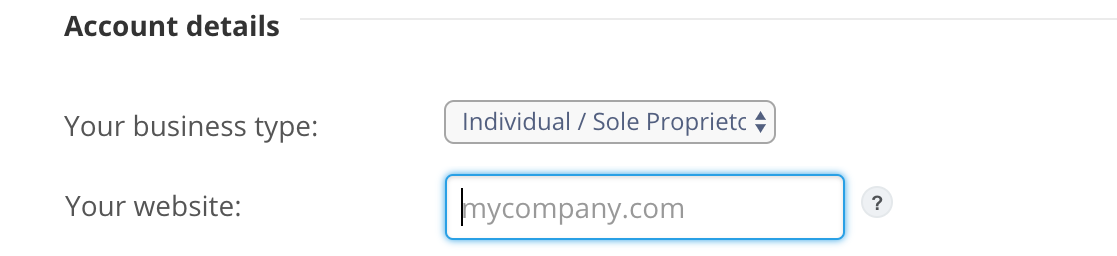 Account details
Your business type: Individual / Sole Proprietc
Your website: mycompany.com ?